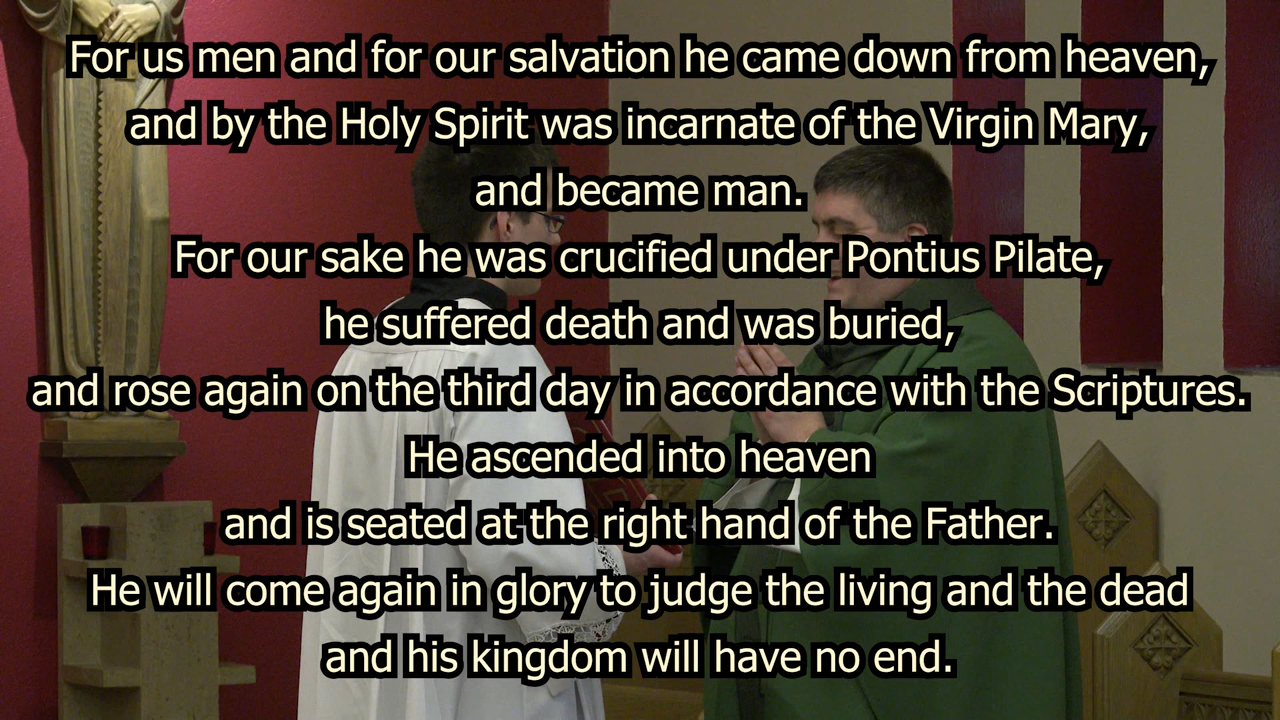 For us men and for our salvation he came down from heaven,
and by the Holy Spirit was incarnate of the Virgin Mary,
and became man.
For our sake he was crucified under Pontius Pilate,
he suffered death and was buried,
and rose again on the third day in accordance with the Scriptures.
He ascended into heaven
and is seated at the right hand of the Father.
He will come again in glory to judge the living and the dead
and his kingdom will have no end.